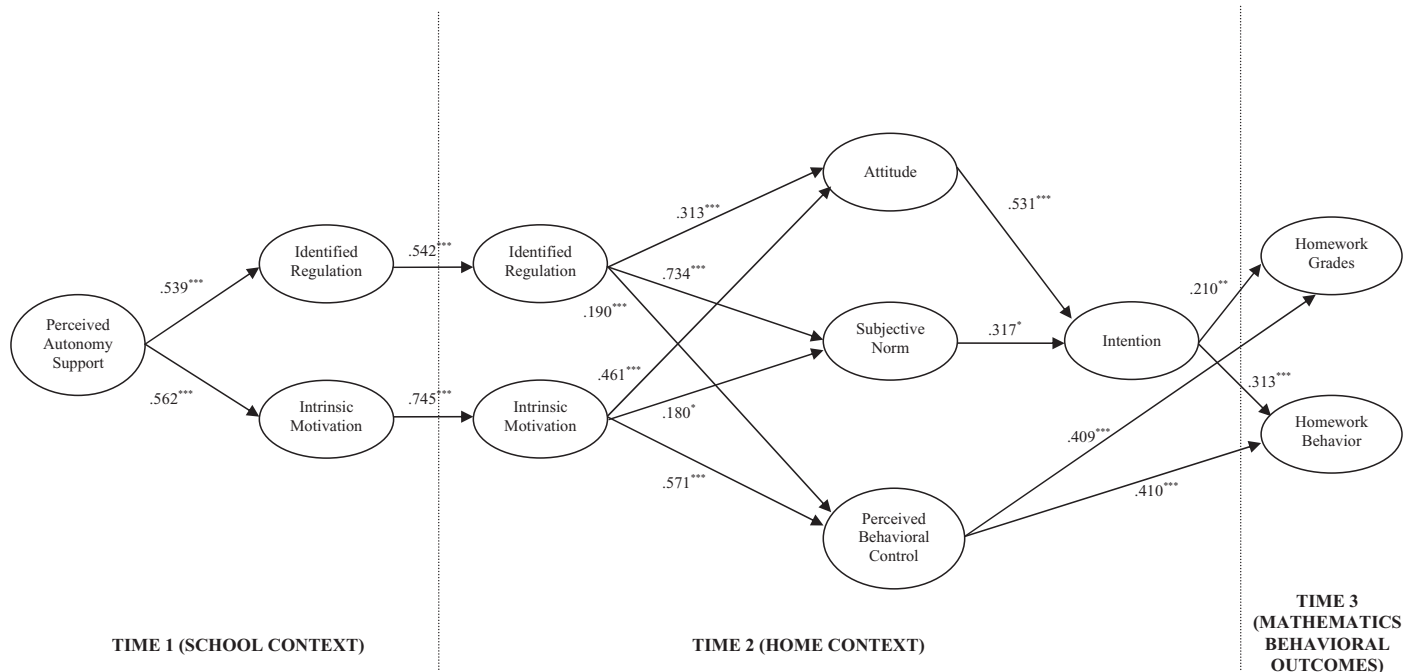 Perceived
Autonomy
Support
.539***
.562***
Identified
Regulation
Intrinsic
Motivation
.542***
.745***
Identified
Regulation
Intrinsic
Motivation
.313***
.734***
.190***
.461***
.180*
.571***
Attitude
Subjective
Norm
Perceived
Behavioral
Control
.531***
.317*
Intention
.210**
.313***
.409***
.410***
Homework
Grades
Homework
Behavior
TIME 1 (SCHOOL CONTEXT)
TIME 2 (HOME CONTEXT)
TIME 3
(MATHEMATICS
BEHAVIORAL
OUTCOMES)